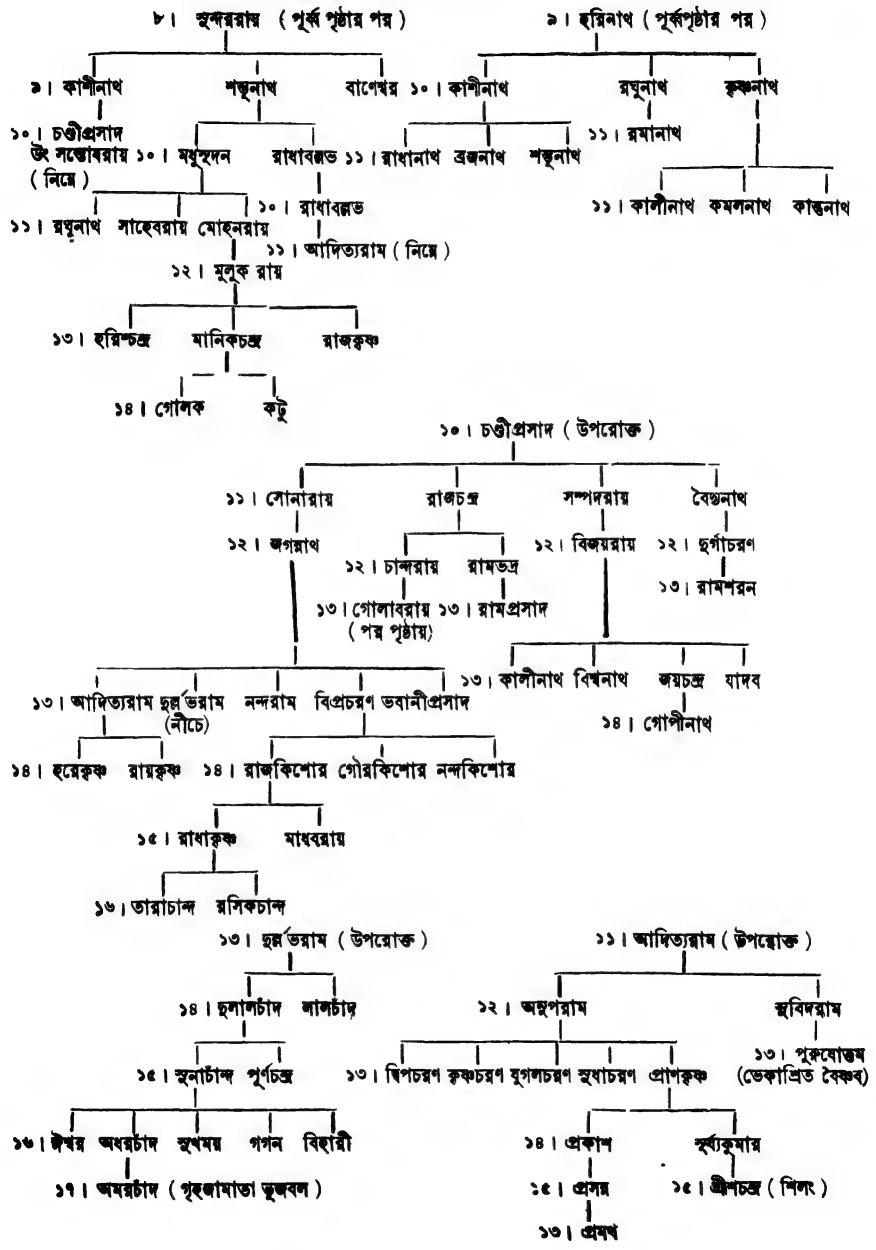 ৮। সুন্দররায় ( পূর্ব্ব পৃষ্ঠার পর )
৯। হরিনাথ ( পূর্ব্বপৃষ্ঠার পর )
৯। কাশীনাথ শম্ভুনাথ বাণেশ্বর ১০। কাশীনাথ রঘুনাথ কৃষ্ণনাথ
১০। চণ্ডীপ্রসাদ
উং সন্তোষরায় ১০। মধুসূদন রাধাবল্লভ ১১। রাধানাথ ব্রজনাথ শম্ভুনাথ ১১। রমানাথ
( নিম্নে )
১০। রাধাবল্লভ ১১। কালীনাথ কমলনাথ কান্তনাথ
১১। রঘুনাথ সাহেবরায় মোহনরায়
১১। আদিত্যরাম ( নিম্নে )
১২। মূলুক রায়
১৩। হরিশ্চন্দ্র মানিকচন্দ্র রাজকৃষ্ণ
১৪। গোলক কটু
১০। চণ্ডীপ্রসাদ ( উপরোক্ত )
১১। সোনারায় রাজচন্দ্র সম্পদরায় বৈদ্যনাথ
১২। জগন্নাথ ১২। চান্দরায় রামভদ্র ১২। বিজয়রায় ১২। দুর্গাচরণ
১৩। রামশরন
১৩। গোলাবরায় ১৩। রামপ্রসাদ
( পর পৃষ্ঠায় )
১৩। কালীনাথ বিশ্বনাথ জয়চন্দ্র যাদব
১৩। আদিত্যরাম দুর্ল্লভরাম নন্দরাম বিপ্রচরণ ভবানীপ্রসাদ
(নীচে)
১৪। গোপীনাথ
১৪। হরেকৃষ্ণ রায়কৃষ্ণ ১৪। রাজকিশোর গৌরকিশোর নন্দকিশোর
১৫। রাধাকৃষ্ণ মাধবরায়
১৬। তারাচান্দ রসিকচান্দ
১৩। দুর্ল্লভরাম ( উপরোক্ত )
১১। আদিত্যরাম ( উপরোক্ত )
১৪। দুলালচাঁদ লালচাঁদ ১২। অনুপরাম সুবিদরাম
১৫। সুনাচান্দ পূর্ণচন্দ্র ১৩। দ্বিপচরণ কৃষ্ণচরণ যুগলচরণ সুধাচরণ প্রাণকৃষ্ণ ১৩। পুরুষোত্তম
(ভেকাশ্রিত বৈষ্ণব)
১৬। ঈশ্বর অধরচাঁদ সুখময় গগন বিহারী ১৪। প্রকাশ সূর্য্যকুমার
১৭। অমরচাঁদ ( গৃহজামাতা ভূজবল ) ১৫। প্রসন্ন ১৫। শ্রীশচন্দ্র ( শিলং )
১৩। প্রমথ